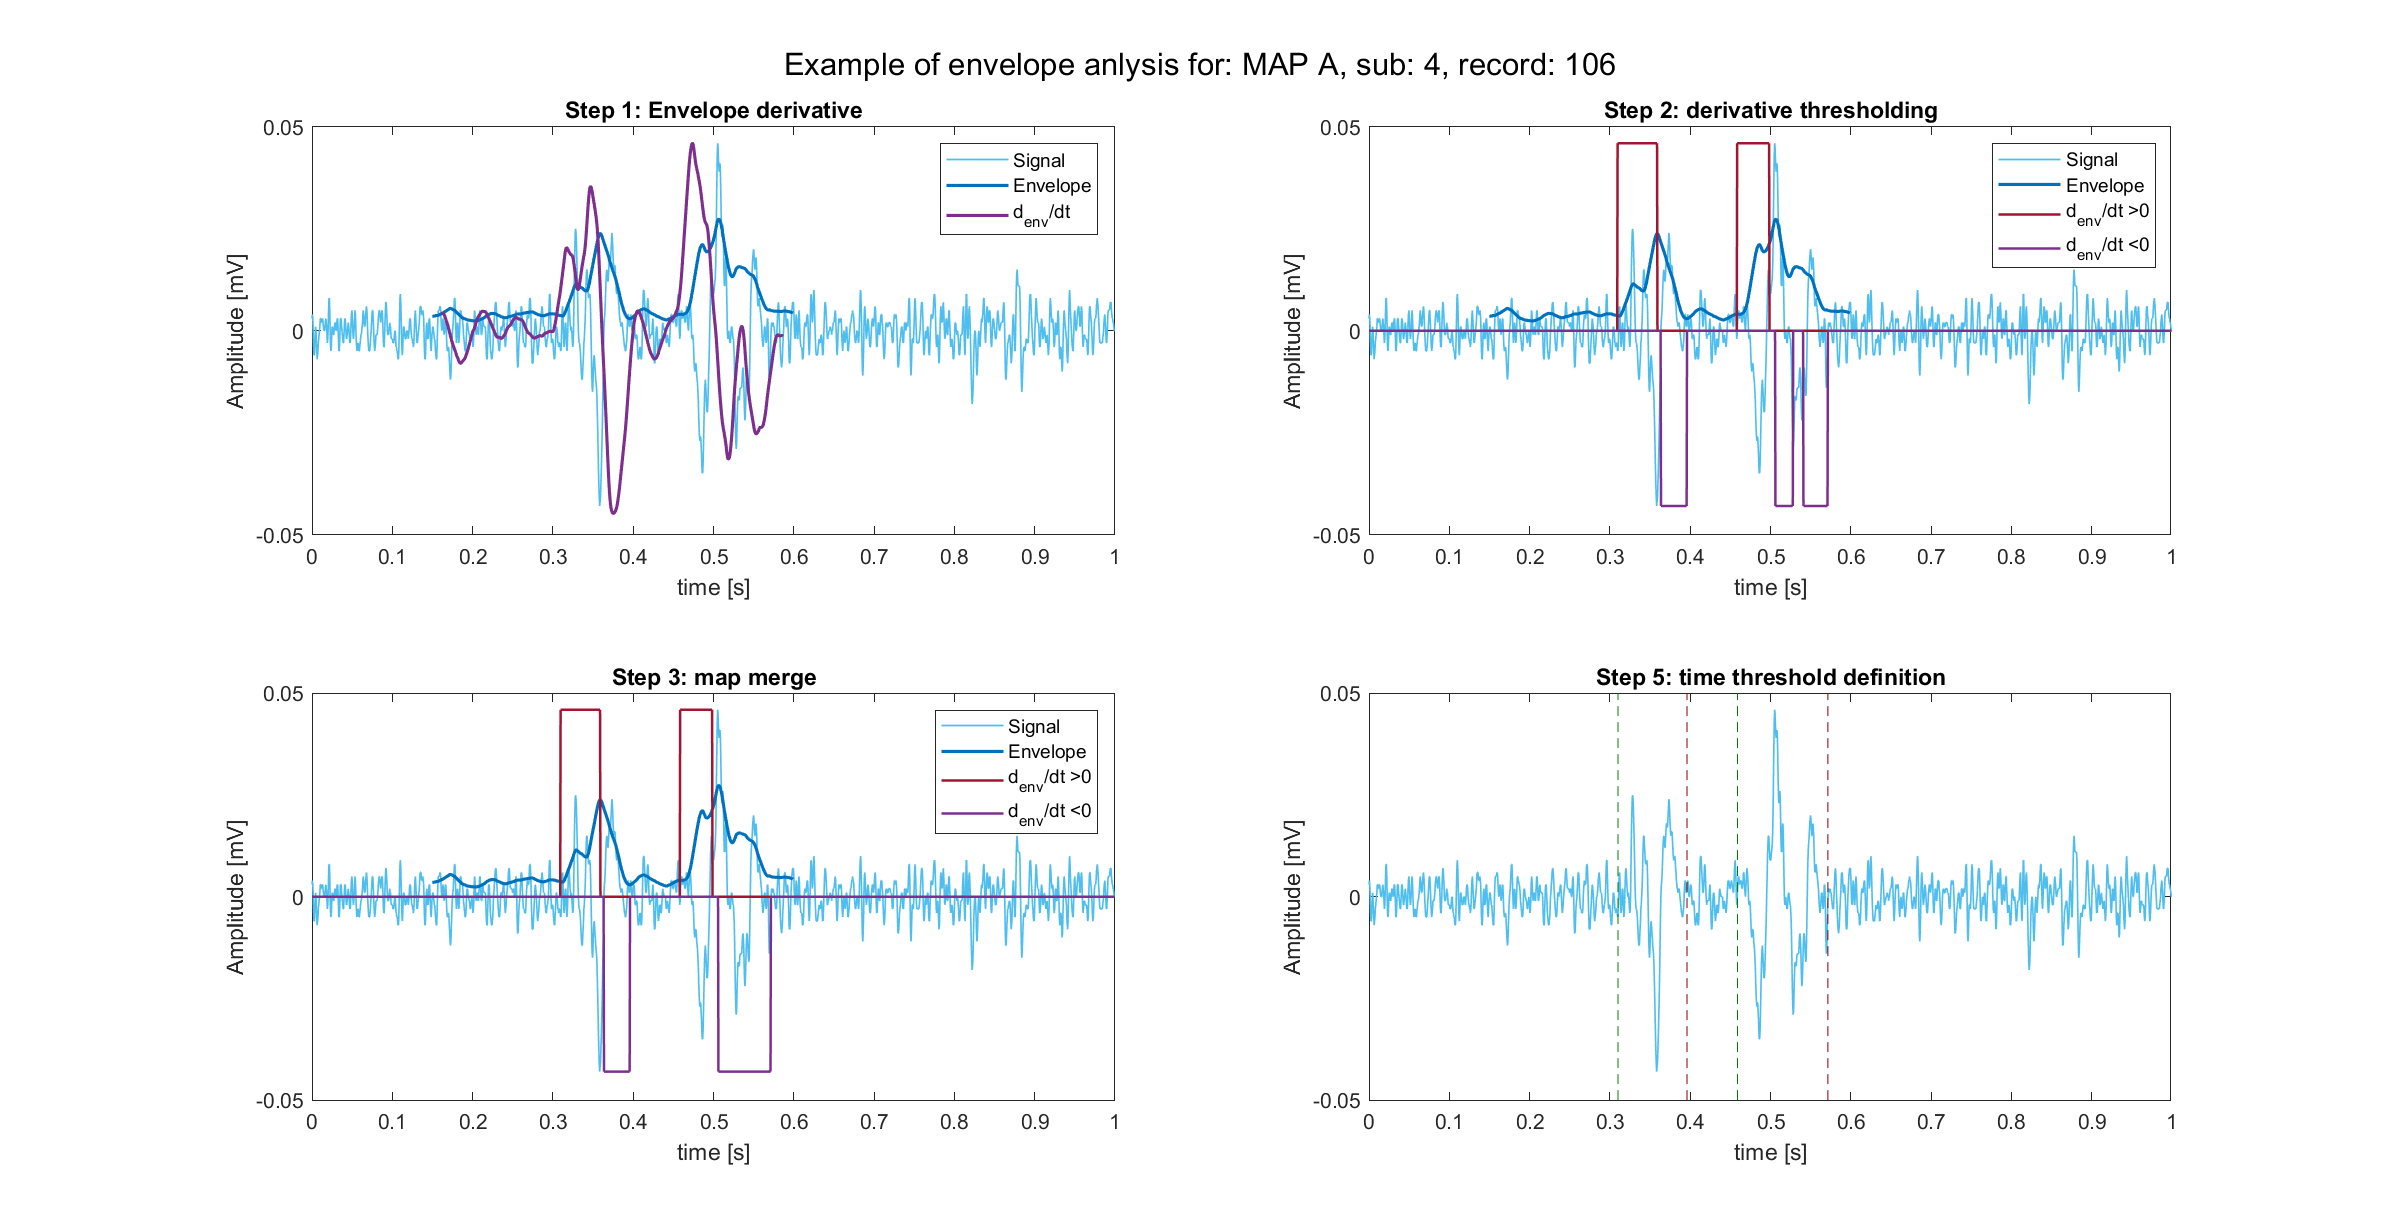 Example of envelope anlysis for: MAP A, sub: 4, record: 106
Step 1: Envelope derivative
0.05
0
-0.05
Amplitude [mV]
0 0.1 0.2 0.3 0.4 0.5 0.6 0.7 0.8 0.9 1
time [s]
Signal
Envelope
d_env/dt
Step 2: derivative thresholding
0.05
0
-0.05
Amplitude [mV]
0 0.1 0.2 0.3 0.4 0.5 0.6 0.7 0.8 0.9 1
time [s]
Signal
Envelope
d_env/dt >0
d_env/dt <0
Step 3: map merge
0.05
0
-0.05
Amplitude [mV]
0 0.1 0.2 0.3 0.4 0.5 0.6 0.7 0.8 0.9 1
time [s]
Signal
Envelope
d_env/dt >0
d_env/dt <0
Step 5: time threshold definition
0.05
0
-0.05
Amplitude [mV]
0 0.1 0.2 0.3 0.4 0.5 0.6 0.7 0.8 0.9 1
time [s]